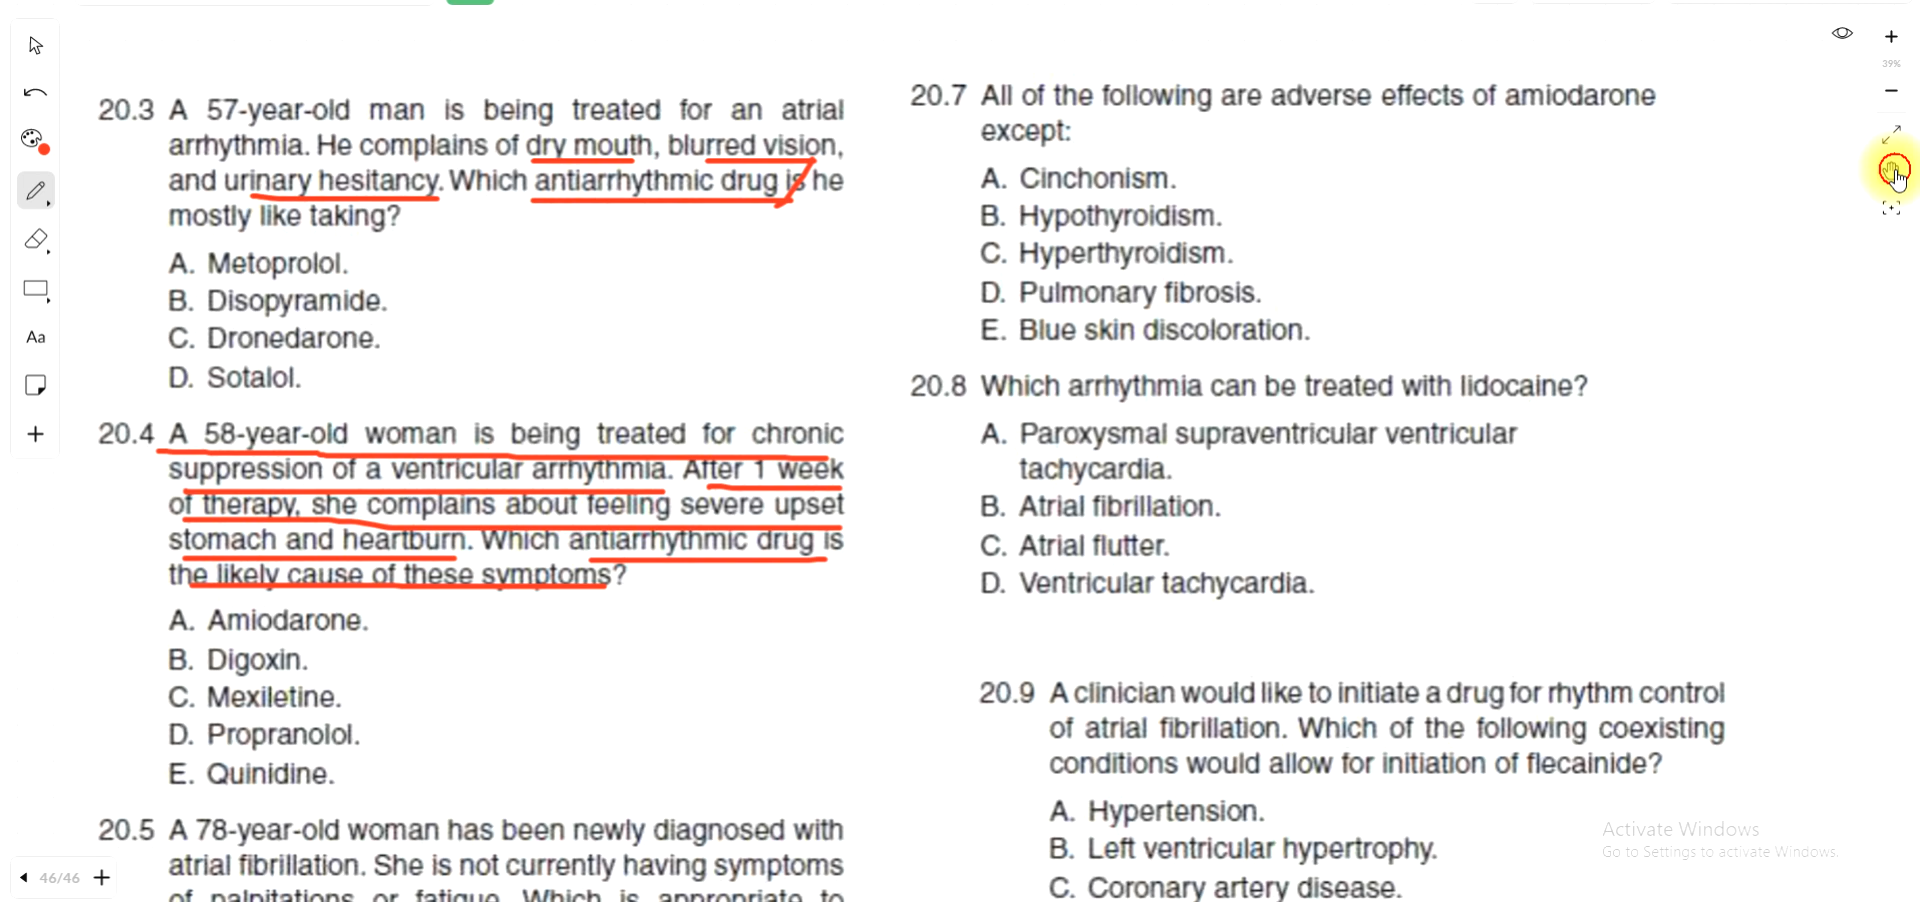 39%
20.3 A 57-year-old man is being treated for an atrial
arrhythmia. He complains of dry mouth, blurred vision,
and urinary hesitancy. Which antiarrhythmic drug is he
mostly like taking?
A. Metoprolol.
B. Disopyramide.
C. Dronedarone.
D. Sotalol.
20.4 A 58-year-old woman is being treated for chronic
suppression of a ventricular arrhythmia. After 1 week
of therapy, she complains about feeling severe upset
stomach and heartburn. Which antiarrhythmic drug is
the likely cause of these symptoms?
A. Amiodarone.
B. Digoxin.
C. Mexiletine.
D. Propranolol.
E. Quinidine.
20.5 A 78-year-old woman has been newly diagnosed with
atrial fibrillation. She is not currently having symptoms
of palpitations or fatigue. Which is appropriate to
20.7 All of the following are adverse effects of amiodarone
except:
A. Cinchonism.
B. Hypothyroidism.
C. Hyperthyroidism.
D. Pulmonary fibrosis.
E. Blue skin discoloration.
20.8 Which arrhythmia can be treated with lidocaine?
A. Paroxysmal supraventricular ventricular
tachycardia.
B. Atrial fibrillation.
C. Atrial flutter.
D. Ventricular tachycardia.
20.9 A clinician would like to initiate a drug for rhythm control
of atrial fibrillation. Which of the following coexisting
conditions would allow for initiation of flecainide?
A. Hypertension.
B. Left ventricular hypertrophy.
C. Coronary artery disease.
Aa
46/46
Activate Windows
Go to Settings to activate Windows.